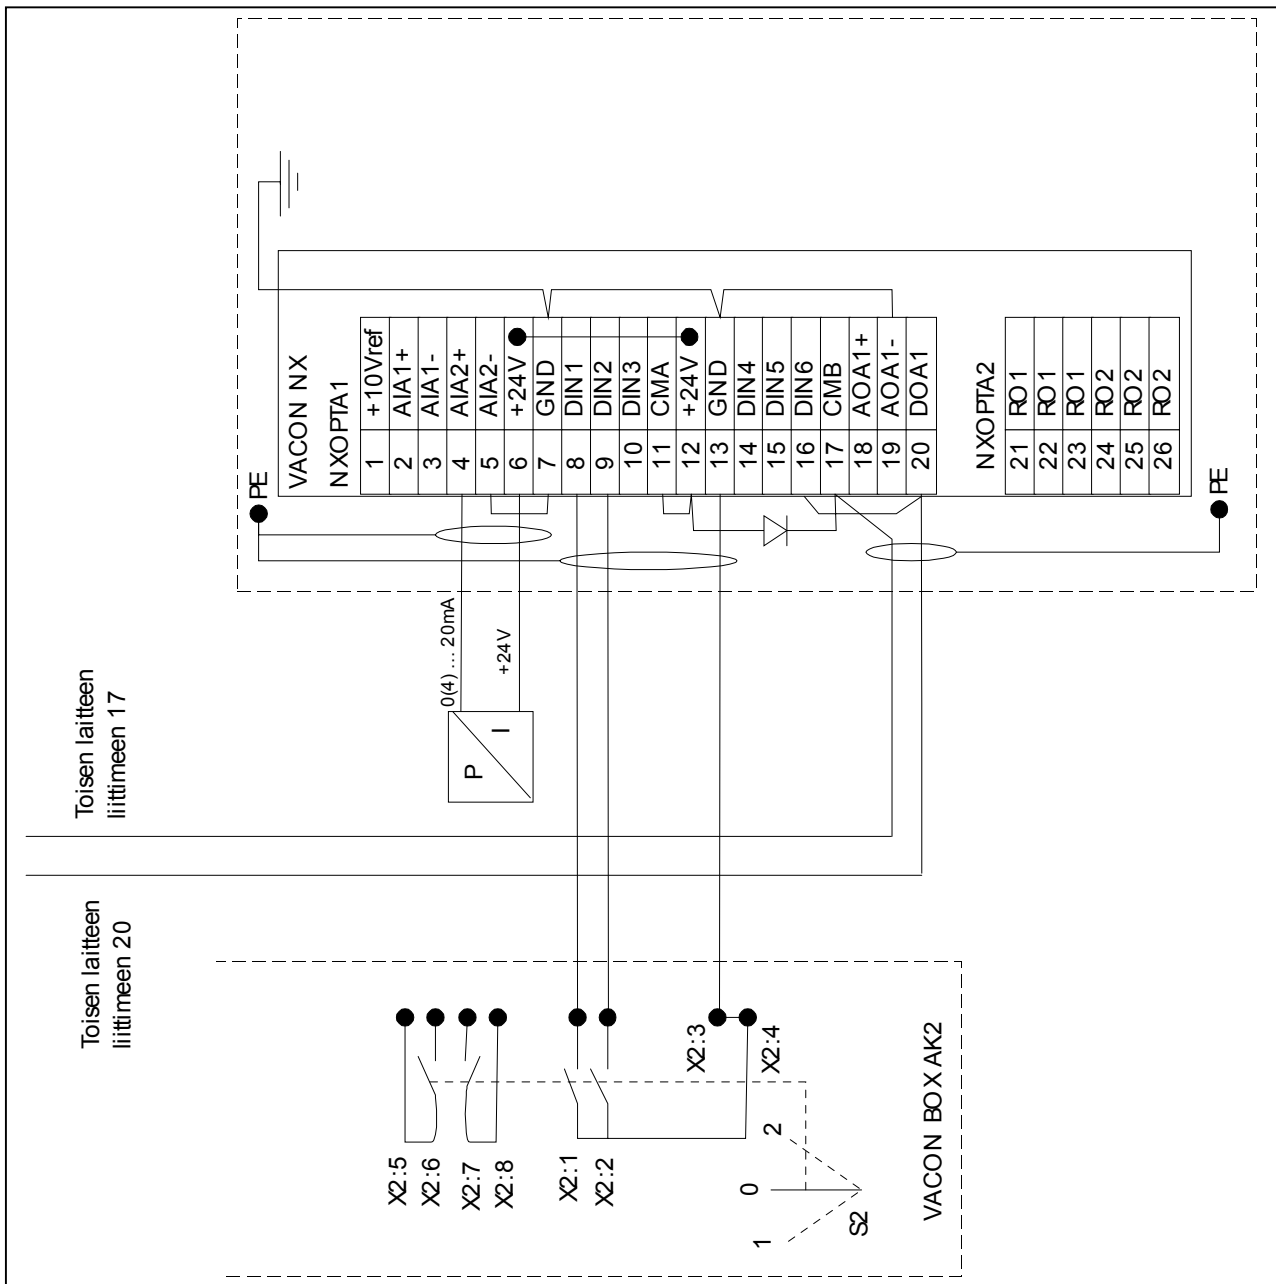 PE
VACON NX
NXOPTA1
1 +10Vref
2 AIA1+
3 AIA1-
4 AIA2+
5 AIA2-
6 +24V
7 GND
8 DIN1
9 DIN2
10 DIN3
11 CMA
12 +24V
13 GND
14 DIN4
15 DIN5
16 DIN6
17 CMB
18 AOA1+
19 AOA1-
20 DOA1
NXOPTA2
21 RO1
22 RO1
23 RO1
24 RO2
25 RO2
26 RO2
PE
0(4) ... 20mA
+24V
P
I
Toisen laitteen
liittimeen 17
Toisen laitteen
liittimeen 20
X2:5
X2:6
X2:7
X2:8
X2:1
X2:2
X2:3
X2:4
1
0
2
S2
VACON BOX AK2